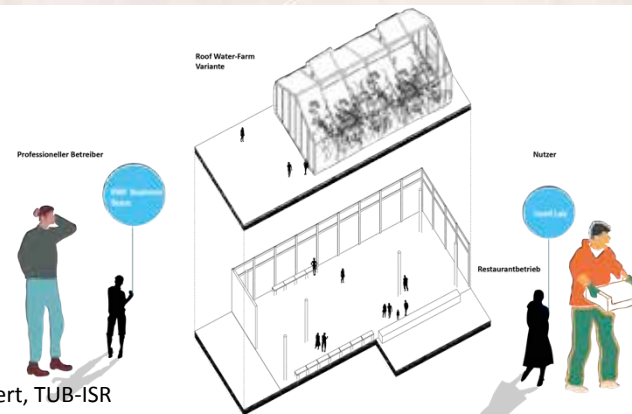 Roof Water-Farm
Variante
Professioneller Betreiber
Nutzer
Restaurantbetrieb
ert, TUB-ISR